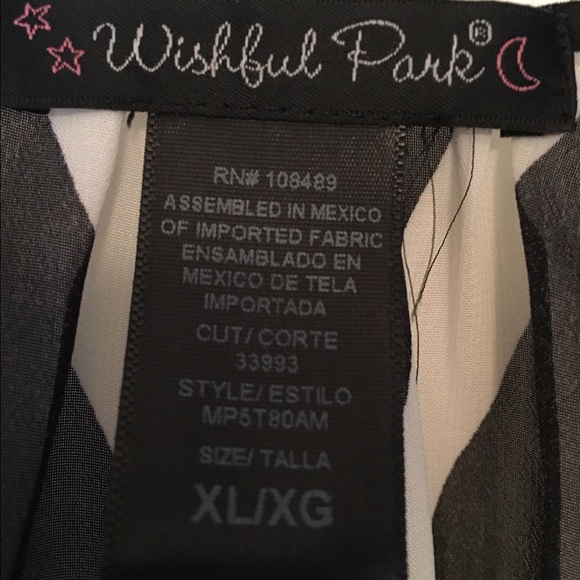 Wishful Park®
RN# 108489
ASSEMBLED IN MEXICO
OF IMPORTED FABRIC
ENSAMBLADO EN
MEXICO DE TELA
IMPORTADA
CUT/ CORTE
33993
STYLE/ ESTILO
MP5T80AM
SIZE/ TALLA
XL/XG